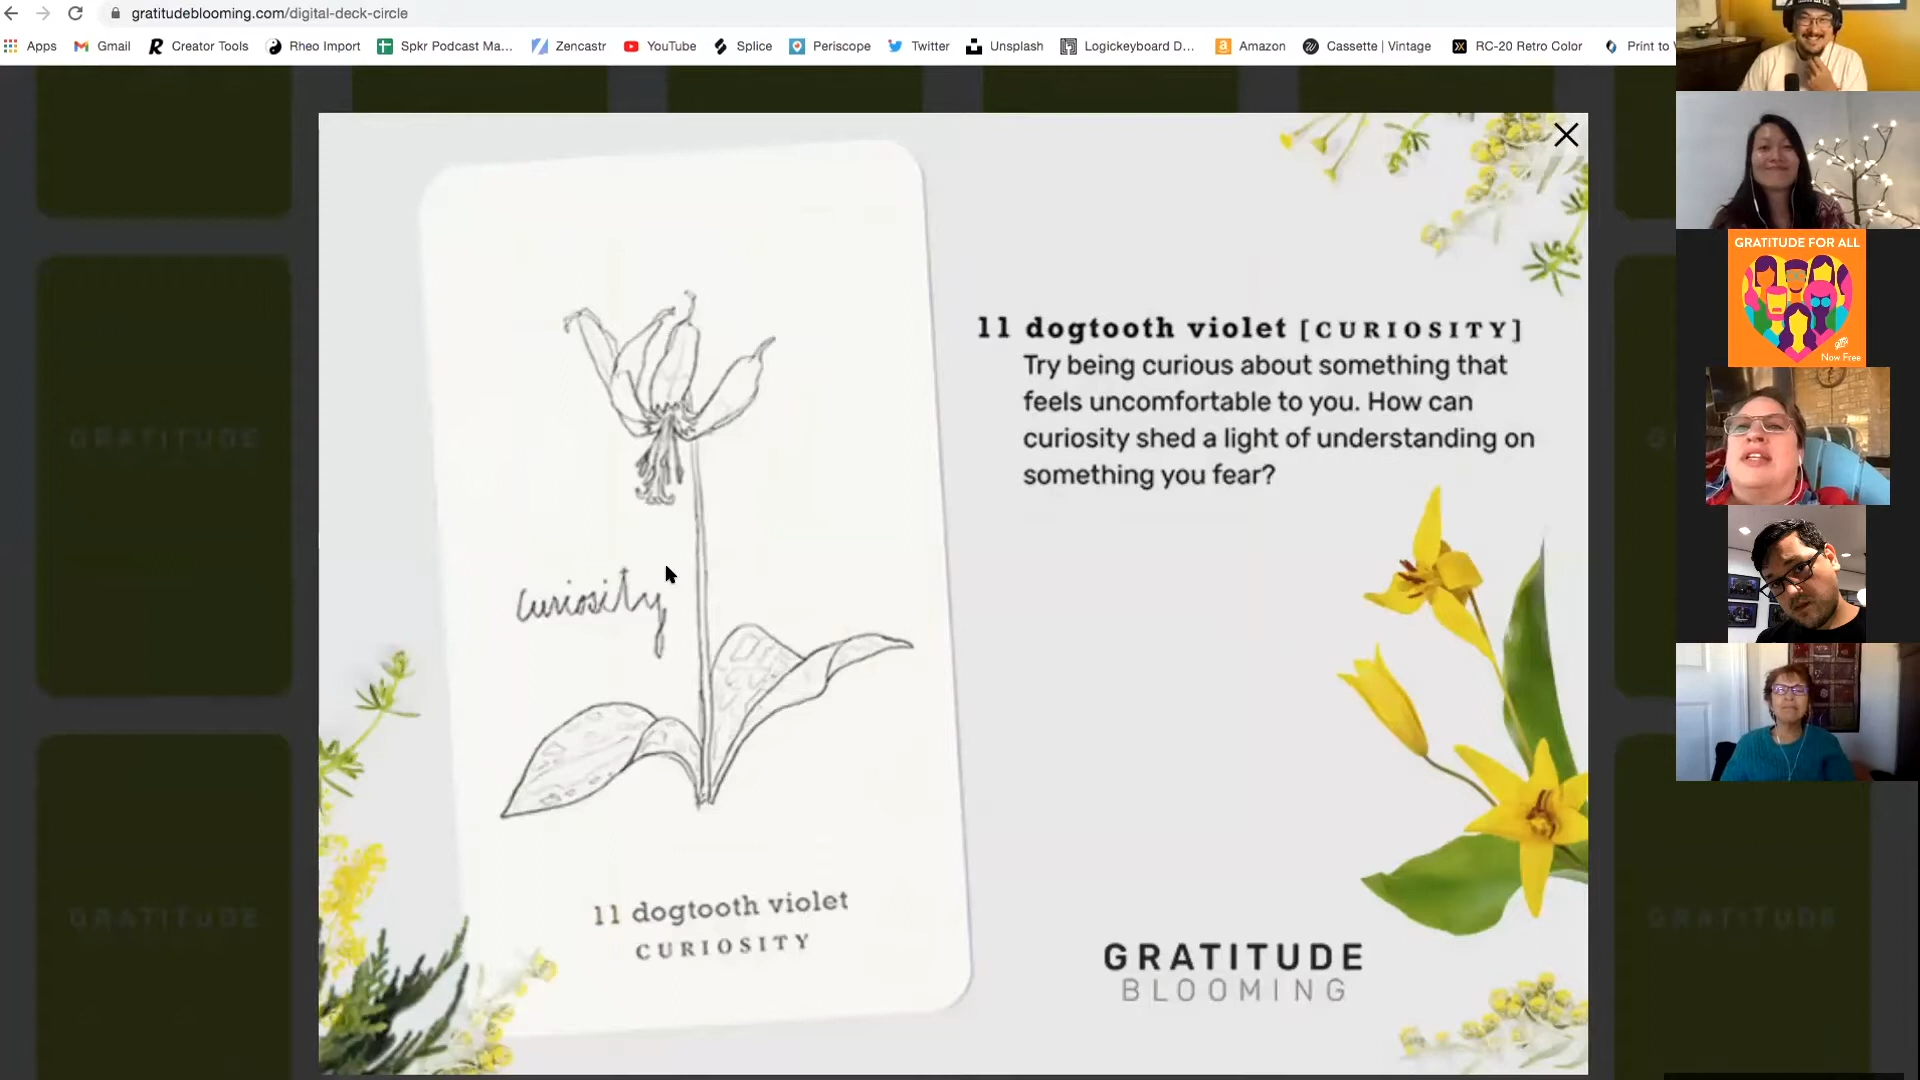 gratitudeblooming.com/digital-deck-circle
Apps Gmail Creator Tools Rheo Import Spkr Podcast Ma... Zencastr YouTube Splice Periscope Twitter Unsplash Logickeyboard D... Amazon Cassette | Vintage RC-20 Retro Color Print to
GRATITUDE FOR ALL
Now Free
11 dogtooth violet [CURIOSITY]
Try being curious about something that
feels uncomfortable to you. How can
curiosity shed a light of understanding on
something you fear?
curiosity
11 dogtooth violet
CURIOSITY
GRATITUDE
BLOOMING
GRATITUDE
GRATITUDE
GRATITUDE